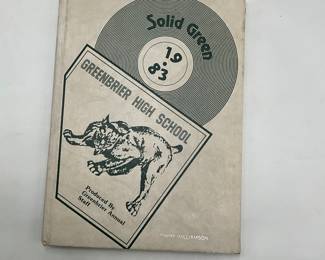 Solid Green
19
83
GREENBRIER HIGH SCHOOL
Produced By
Greenbrier Annual
Staff